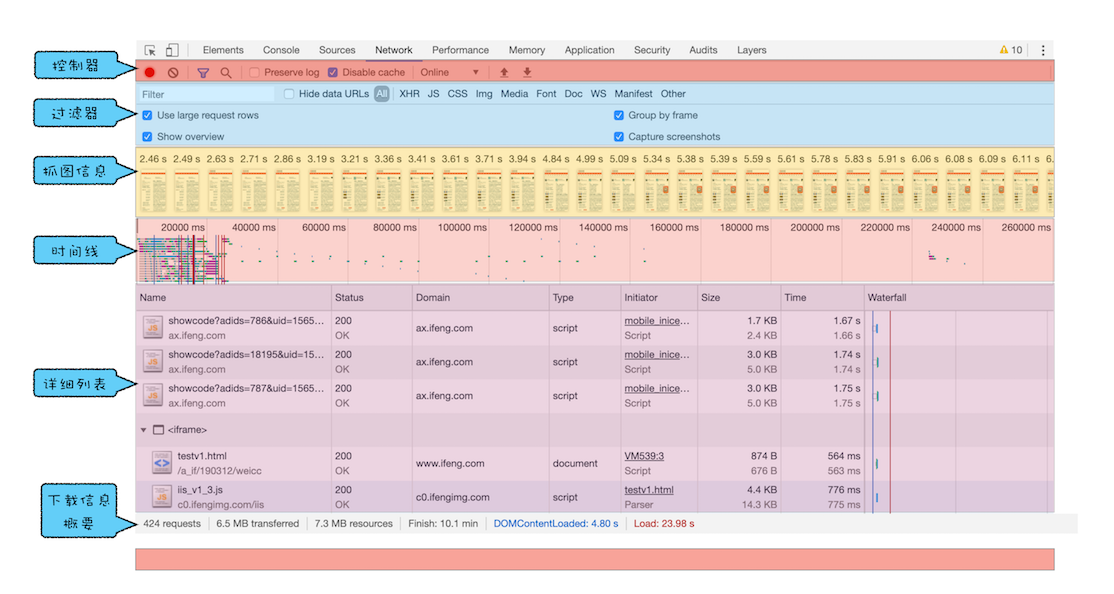 Elements Console Sources Network Performance Memory Application Security Audits Layers 10
控制器
Preserve log Disable cache Online
Filter Hide data URLs All XHR JS CSS Img Media Font Doc WS Manifest Other
过滤器
Use large request rows Group by frame
Show overview Capture screenshots
2.46 s 2.49 s 2.63 s 2.71 s 2.86 s 3.19 s 3.21 s 3.36 s 3.41 s 3.61 s 3.71 s 3.94 s 4.84 s 4.99 s 5.09 s 5.34 s 5.38 s 5.39 s 5.59 s 5.61 s 5.78 s 5.83 s 5.91 s 6.06 s 6.08 s 6.09 s 6.11 s 6.
抓图信息
20000 ms 40000 ms 60000 ms 80000 ms 100000 ms 120000 ms 140000 ms 160000 ms 180000 ms 200000 ms 220000 ms 240000 ms 260000 ms
时间线
Name Status Domain Type Initiator Size Time Waterfall
showcode?adids=786&uid=1565... 200 mobile_inice... 1.7 KB 1.67 s
ax.ifeng.com OK ax.ifeng.com script Script 2.4 KB 1.66 s
showcode?adids=18195&uid=15... 200 mobile_inice... 3.0 KB 1.74 s
ax.ifeng.com OK ax.ifeng.com script Script 5.0 KB 1.74 s
详细列表
showcode?adids=787&uid=1565... 200 mobile_inice... 3.0 KB 1.75 s
ax.ifeng.com OK ax.ifeng.com script Script 5.0 KB 1.75 s
<iframe>
testv1.html 200 VM539:3 874 B 564 ms
/a_if/190312/weicc OK www.ifeng.com document Script 676 B 563 ms
iis_v1_3.js 200 testv1.html 4.4 KB 776 ms
c0.ifengimg.com/iis OK c0.ifengimg.com script Parser 14.3 KB 775 ms
下载信息
概要
424 requests 6.5 MB transferred 7.3 MB resources Finish: 10.1 min DOMContentLoaded: 4.80 s Load: 23.98 s